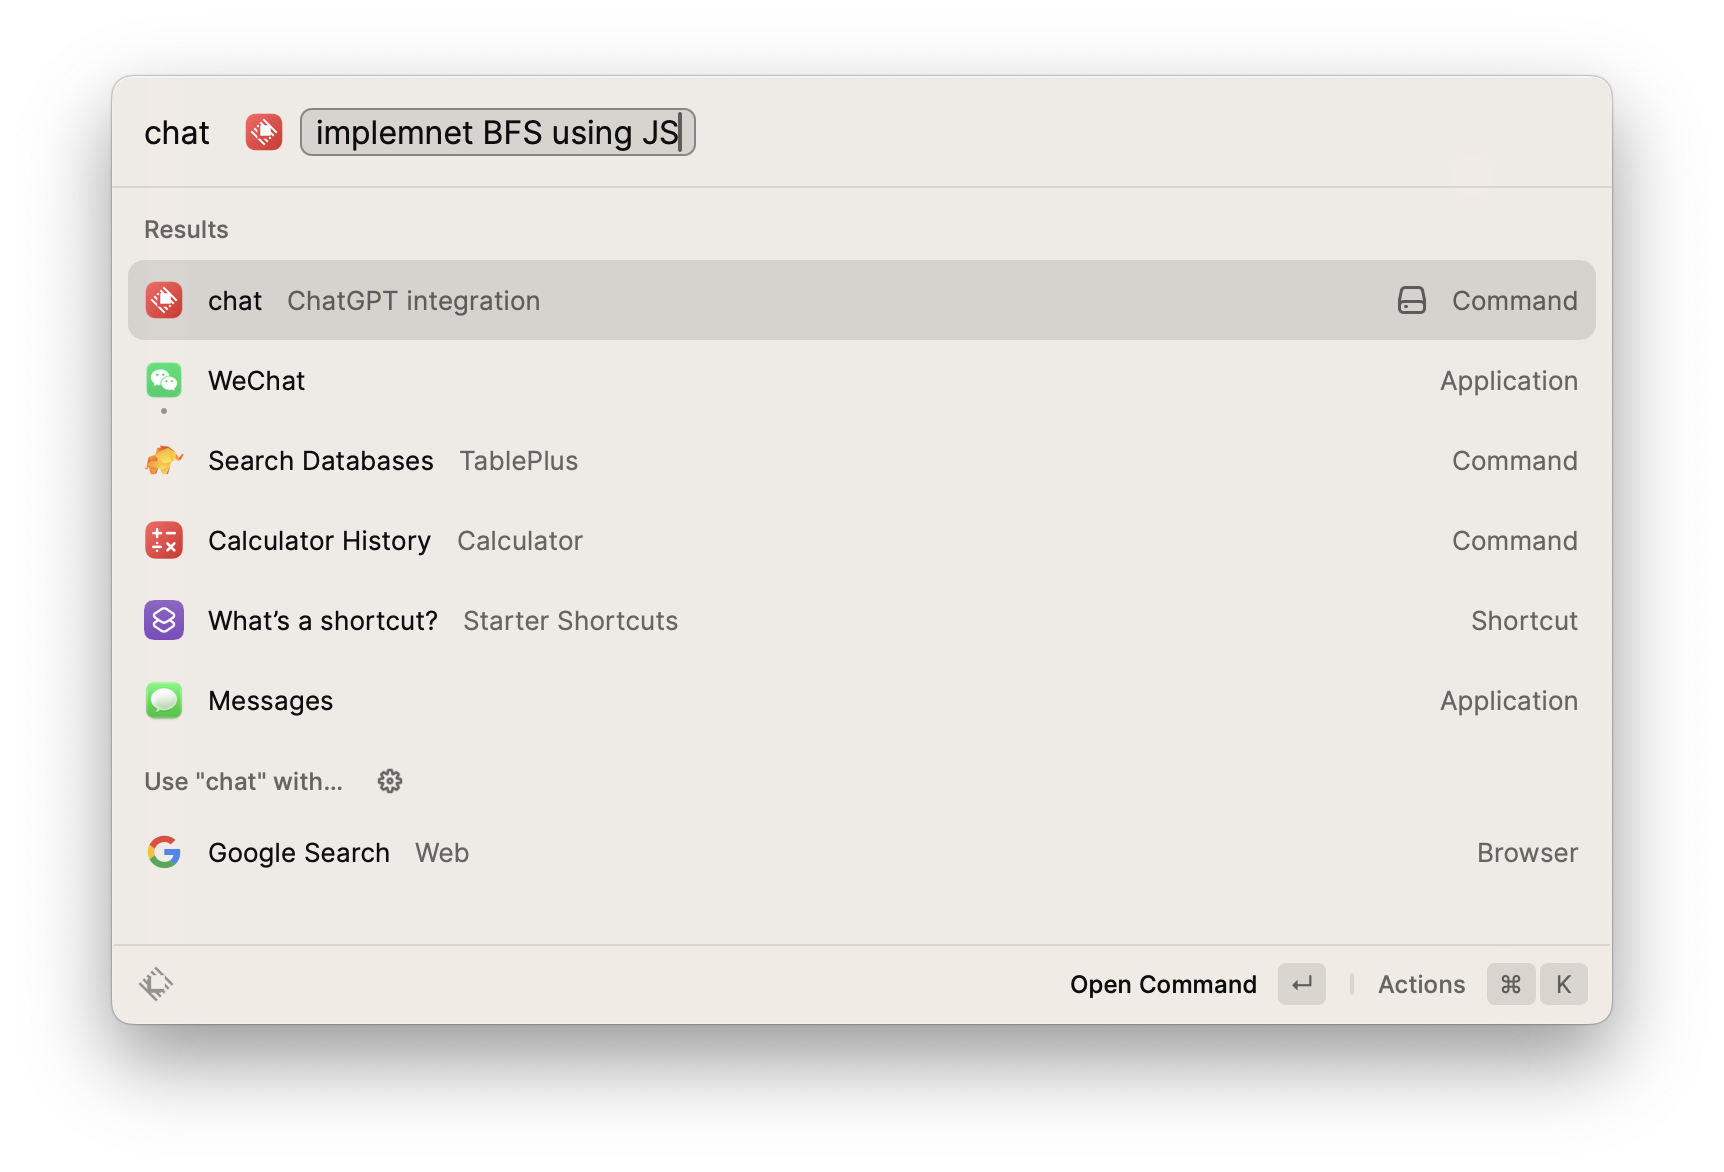 chat implemnet BFS using JS
Results
chat ChatGPT integration Command
WeChat Application
Search Databases TablePlus Command
Calculator History Calculator Command
What’s a shortcut? Starter Shortcuts Shortcut
Messages Application
Use "chat" with...
Google Search Web Browser
Open Command ↵ Actions ⌘ K